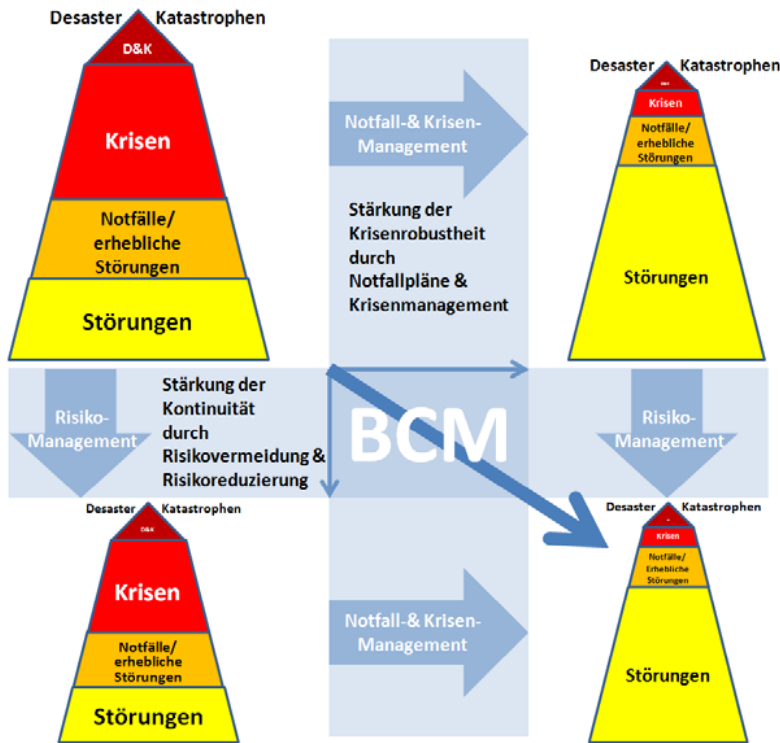 Desaster Katastrophen
D&K
Krisen
Notfälle/
erhebliche
Störungen
Störungen
Notfall-& Krisen-
Management
Stärkung der
Krisenrobustheit
durch
Notfallpläne &
Krisenmanagement
Desaster Katastrophen
Krisen
Notfälle/
erhebliche
Störungen
Störungen
Risiko-
Management
Stärkung der
Kontinuität
durch
Risikovermeidung &
Risikoreduzierung
BCM
Risiko-
Management
Desaster Katastrophen
D&K
Krisen
Notfälle/
erhebliche
Störungen
Störungen
Notfall-& Krisen-
Management
Desaster Katastrophen
Krisen
Notfälle/
Erhebliche
Störungen
Störungen